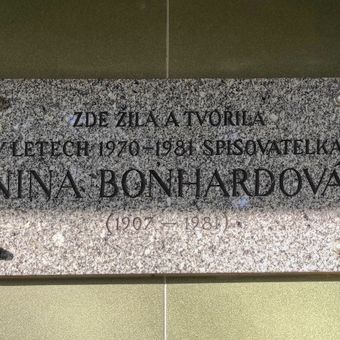 ZDE ŽILA A TVOŘILA
V LETECH 1970-1981 SPISOVATELKA
NINA BONHARDOVÁ
(1907 - 1981)